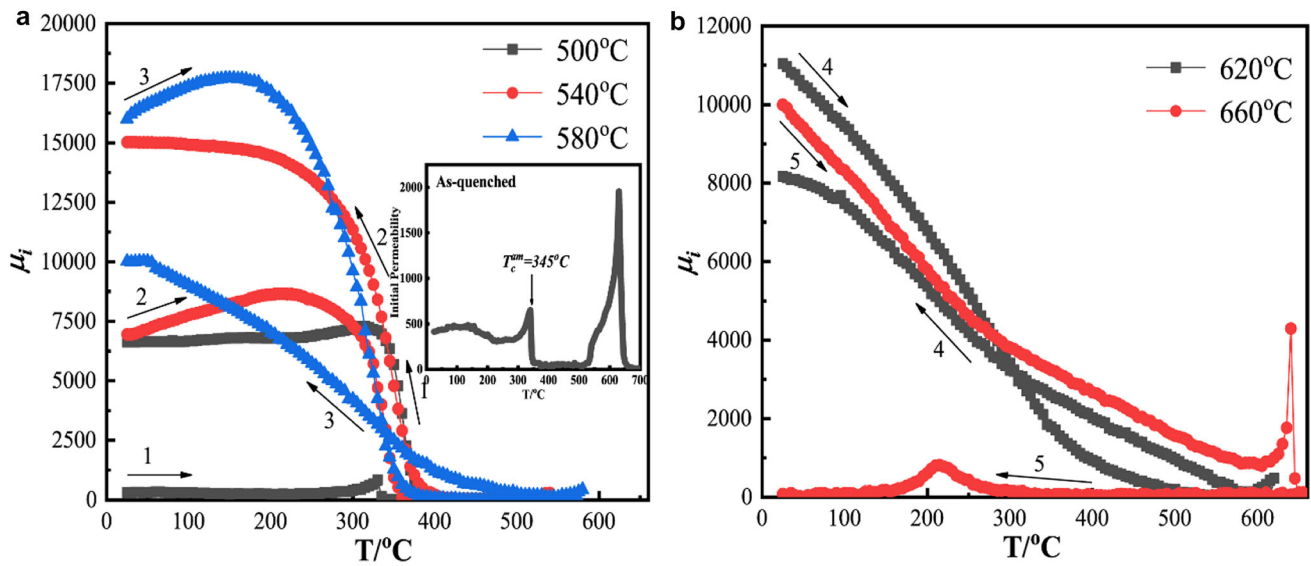 a
20000
17500
15000
12500
10000
7500
5000
2500
0
μi
0 100 200 300 400 500 600
T/°C
500°C
540°C
580°C
3
2
1
2
1
3
As-quenched
2000
1500
1000
500
0
Initial Permeability
Tc^am=345°C
0 100 200 300 400 500 600 700
T/°C
b
12000
10000
8000
6000
4000
2000
0
μi
0 100 200 300 400 500 600
T/°C
620°C
660°C
4
5
4
5